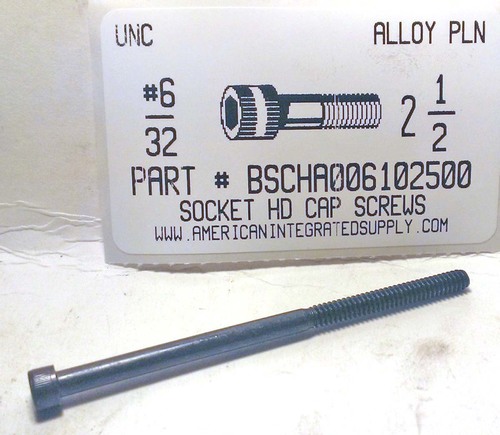 UNC ALLOY PLN
#6
32
2 1
2
PART # BSCHA006102500
SOCKET HD CAP SCREWS
WWW.AMERICANINTEGRATEDSUPPLY.COM